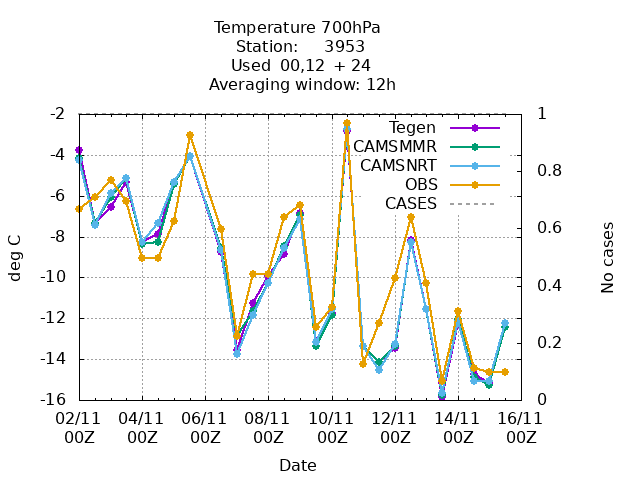 Temperature 700hPa
Station: 3953
Used 00,12 + 24
Averaging window: 12h
-2 1
Tegen
CAMSMMR
-4
CAMSNRT
0.8
OBS
-6
CASES
0.6
-8
deg C
No cases
-10
0.4
-12
0.2
-14
-16 0
02/11 04/11 06/11 08/11 10/11 12/11 14/11 16/11
00Z 00Z 00Z 00Z 00Z 00Z 00Z 00Z
Date